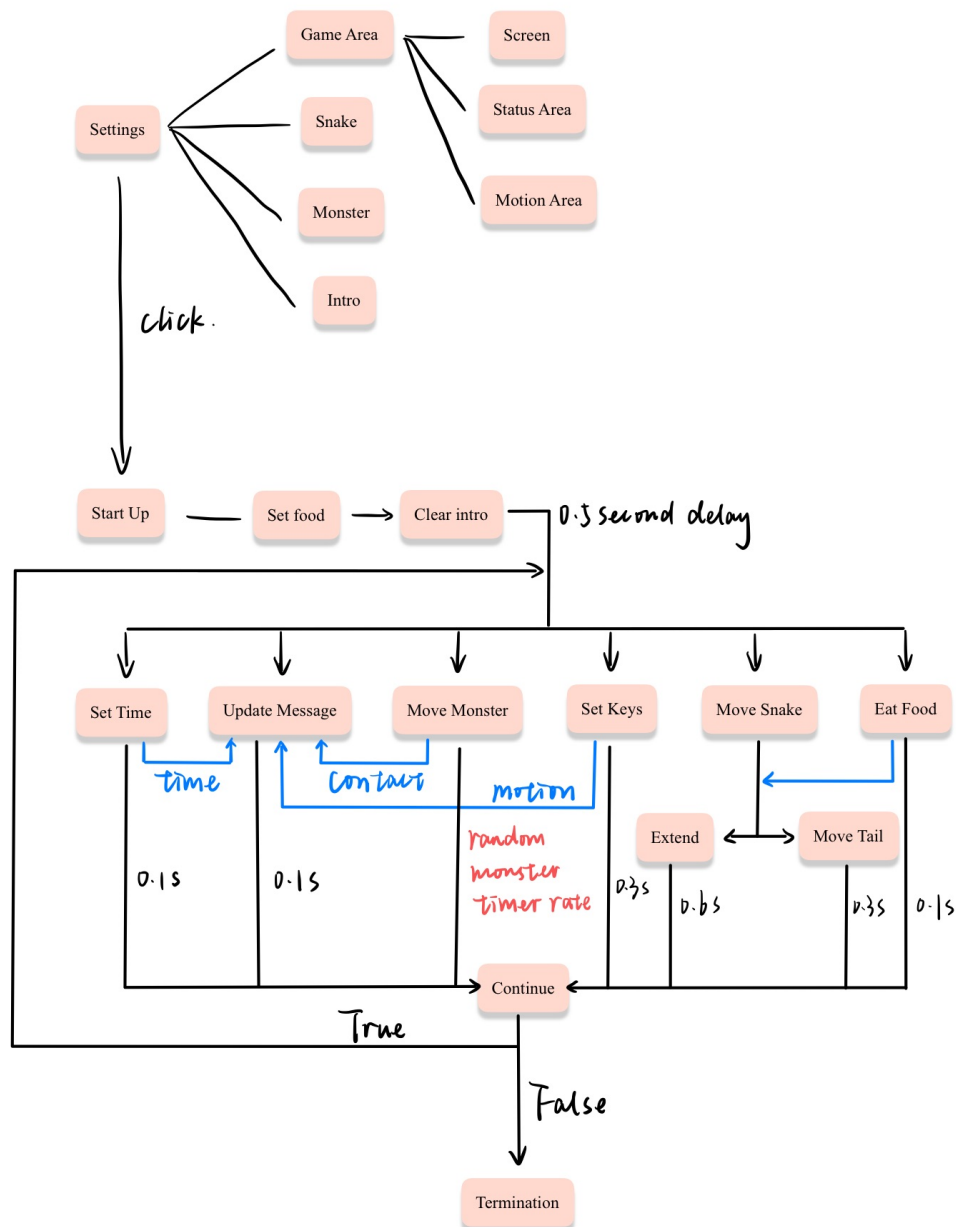 Game Area
Screen
Status Area
Settings
Snake
Motion Area
Monster
Intro
click.
Start Up
Set food
Clear intro
0.5 second delay
Set Time
Update Message
Move Monster
Set Keys
Move Snake
Eat Food
time
contact
motion
Extend
Move Tail
random
monster
timer rate
0.1s
0.1s
0.3s
0.6s
0.3s
0.1s
Continue
True
False
Termination